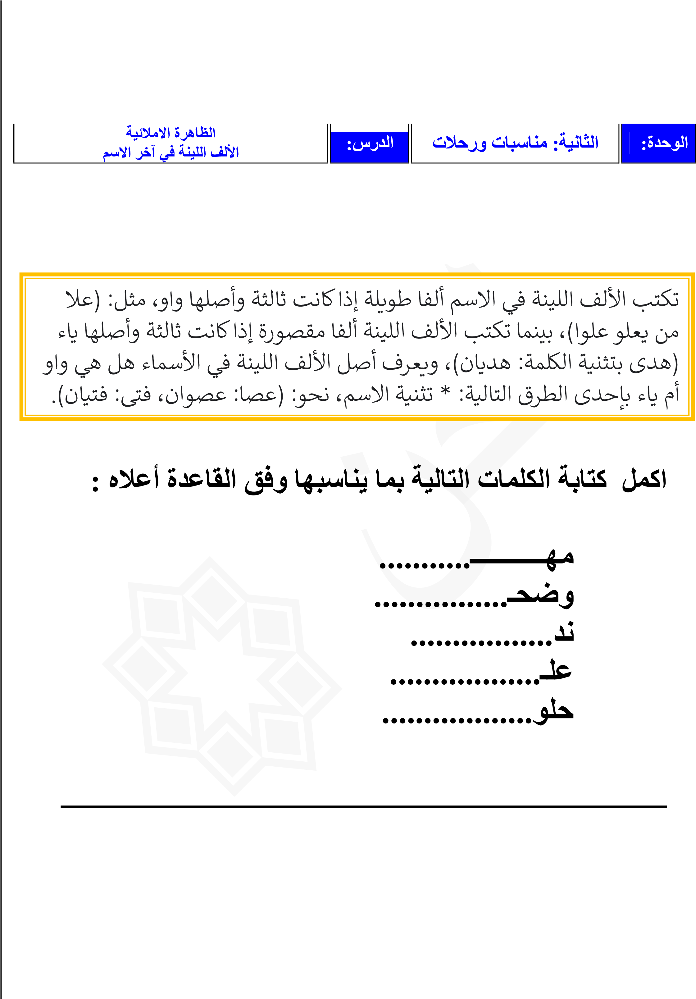 الوحدة: الثانية: مناسبات ورحلات الدرس: الظاهرة الاملائية
الألف اللينة في آخر الاسم
تكتب الألف اللينة في الاسم ألفا طويلة إذا كانت ثالثة وأصلها واو، مثل: (علا
من يعلو علوا)، بينما تكتب الألف اللينة ألفا مقصورة إذا كانت ثالثة وأصلها ياء
(هدى بتثنية الكلمة: هديان)، ويعرف أصل الألف اللينة في الأسماء هل هي واو
أم ياء بإحدى الطرق التالية: * تثنية الاسم، نحو: (عصا: عصوان، فتى: فتيان).
اكمل كتابة الكلمات التالية بما يناسبها وفق القاعدة أعلاه :
مهـــــــــ...........
وضحـ................
ند.................
علـ..................
حلو..................